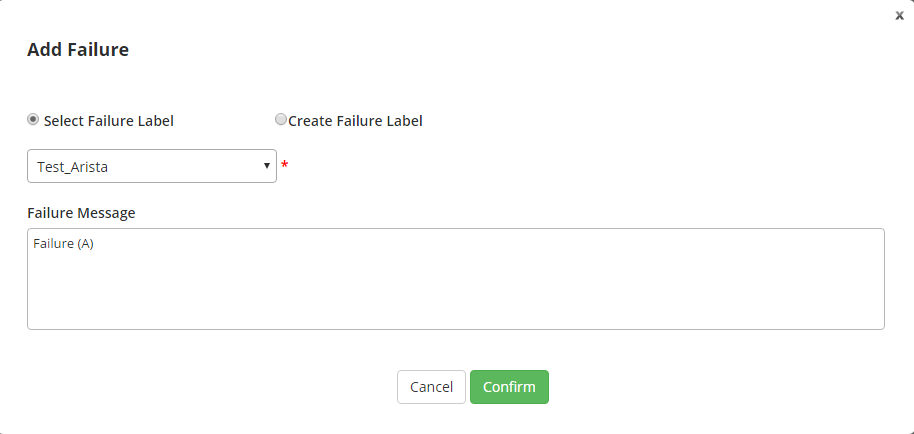 x
Add Failure
Select Failure Label Create Failure Label
Test_Arista *
Failure Message
Failure (A)
Cancel Confirm